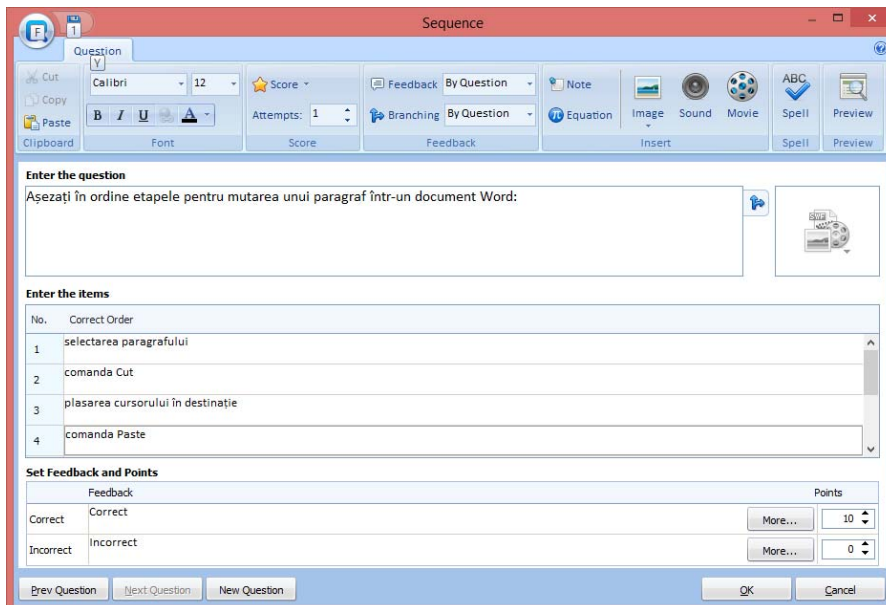 Sequence
F
1
Question
Y
Cut
Copy
Paste
Clipboard
Calibri 12
B I U A
Font
Score
Attempts: 1
Score
Feedback By Question
Branching By Question
Feedback
Note
Equation
Image
Sound
Movie
Insert
ABC
Spell
Spell
Preview
Preview
Enter the question
Așezați în ordine etapele pentru mutarea unui paragraf într-un document Word:
Enter the items
No. Correct Order
1 selectarea paragrafului
2 comanda Cut
3 plasarea cursorului în destinație
4 comanda Paste
Set Feedback and Points
Feedback Points
Correct Correct More... 10
Incorrect Incorrect More... 0
Prev Question Next Question New Question OK Cancel